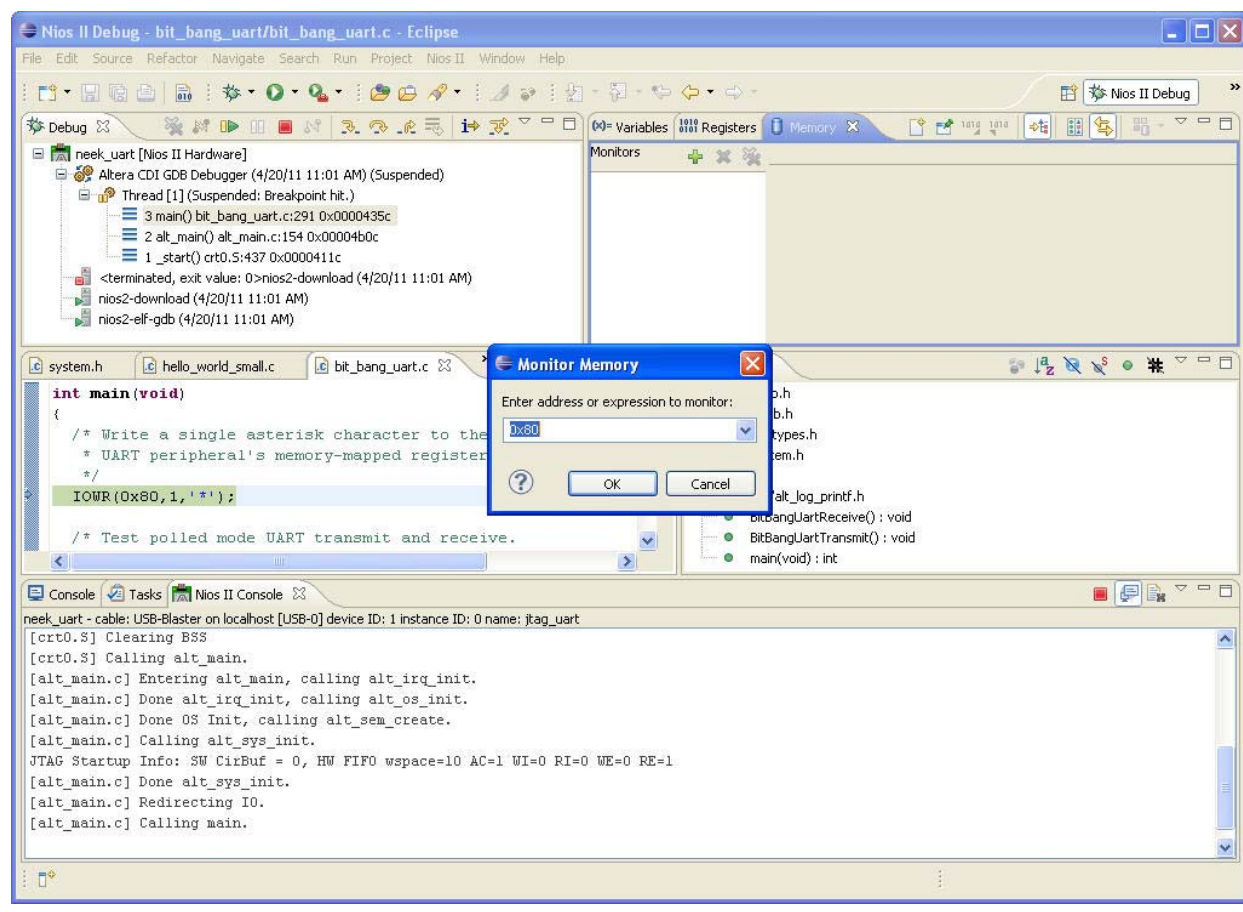 Nios II Debug - bit_bang_uart/bit_bang_uart.c - Eclipse
File Edit Source Refactor Navigate Search Run Project Nios II Window Help
Nios II Debug
Debug
neek_uart [Nios II Hardware]
Altera CDI GDB Debugger (4/20/11 11:01 AM) (Suspended)
Thread [1] (Suspended: Breakpoint hit.)
3 main() bit_bang_uart.c:291 0x0000435c
2 alt_main() alt_main.c:154 0x00004b0c
1 _start() crt0.S:437 0x0000411c
<terminated, exit value: 0>nios2-download (4/20/11 11:01 AM)
nios2-download (4/20/11 11:01 AM)
nios2-elf-gdb (4/20/11 11:01 AM)
(x)= Variables Registers Memory
Monitors
system.h hello_world_small.c bit_bang_uart.c
int main(void)
{
/* Write a single asterisk character to the
* UART peripheral's memory-mapped register
*/
IOWR(0x80,1,'*');
/* Test polled mode UART transmit and receive.
Monitor Memory
Enter address or expression to monitor:
0x80
OK Cancel
types.h
alt_log_printf.h
BitBangUartReceive() : void
BitBangUartTransmit() : void
main(void) : int
Console Tasks Nios II Console
neek_uart - cable: USB-Blaster on localhost [USB-0] device ID: 1 instance ID: 0 name: jtag_uart
[crt0.S] Clearing BSS
[crt0.S] Calling alt_main.
[alt_main.c] Entering alt_main, calling alt_irq_init.
[alt_main.c] Done alt_irq_init, calling alt_os_init.
[alt_main.c] Done OS Init, calling alt_sem_create.
[alt_main.c] Calling alt_sys_init.
JTAG Startup Info: SW CirBuf = 0, HW FIFO wspace=10 AC=1 WI=0 RI=0 WE=0 RE=1
[alt_main.c] Done alt_sys_init.
[alt_main.c] Redirecting IO.
[alt_main.c] Calling main.